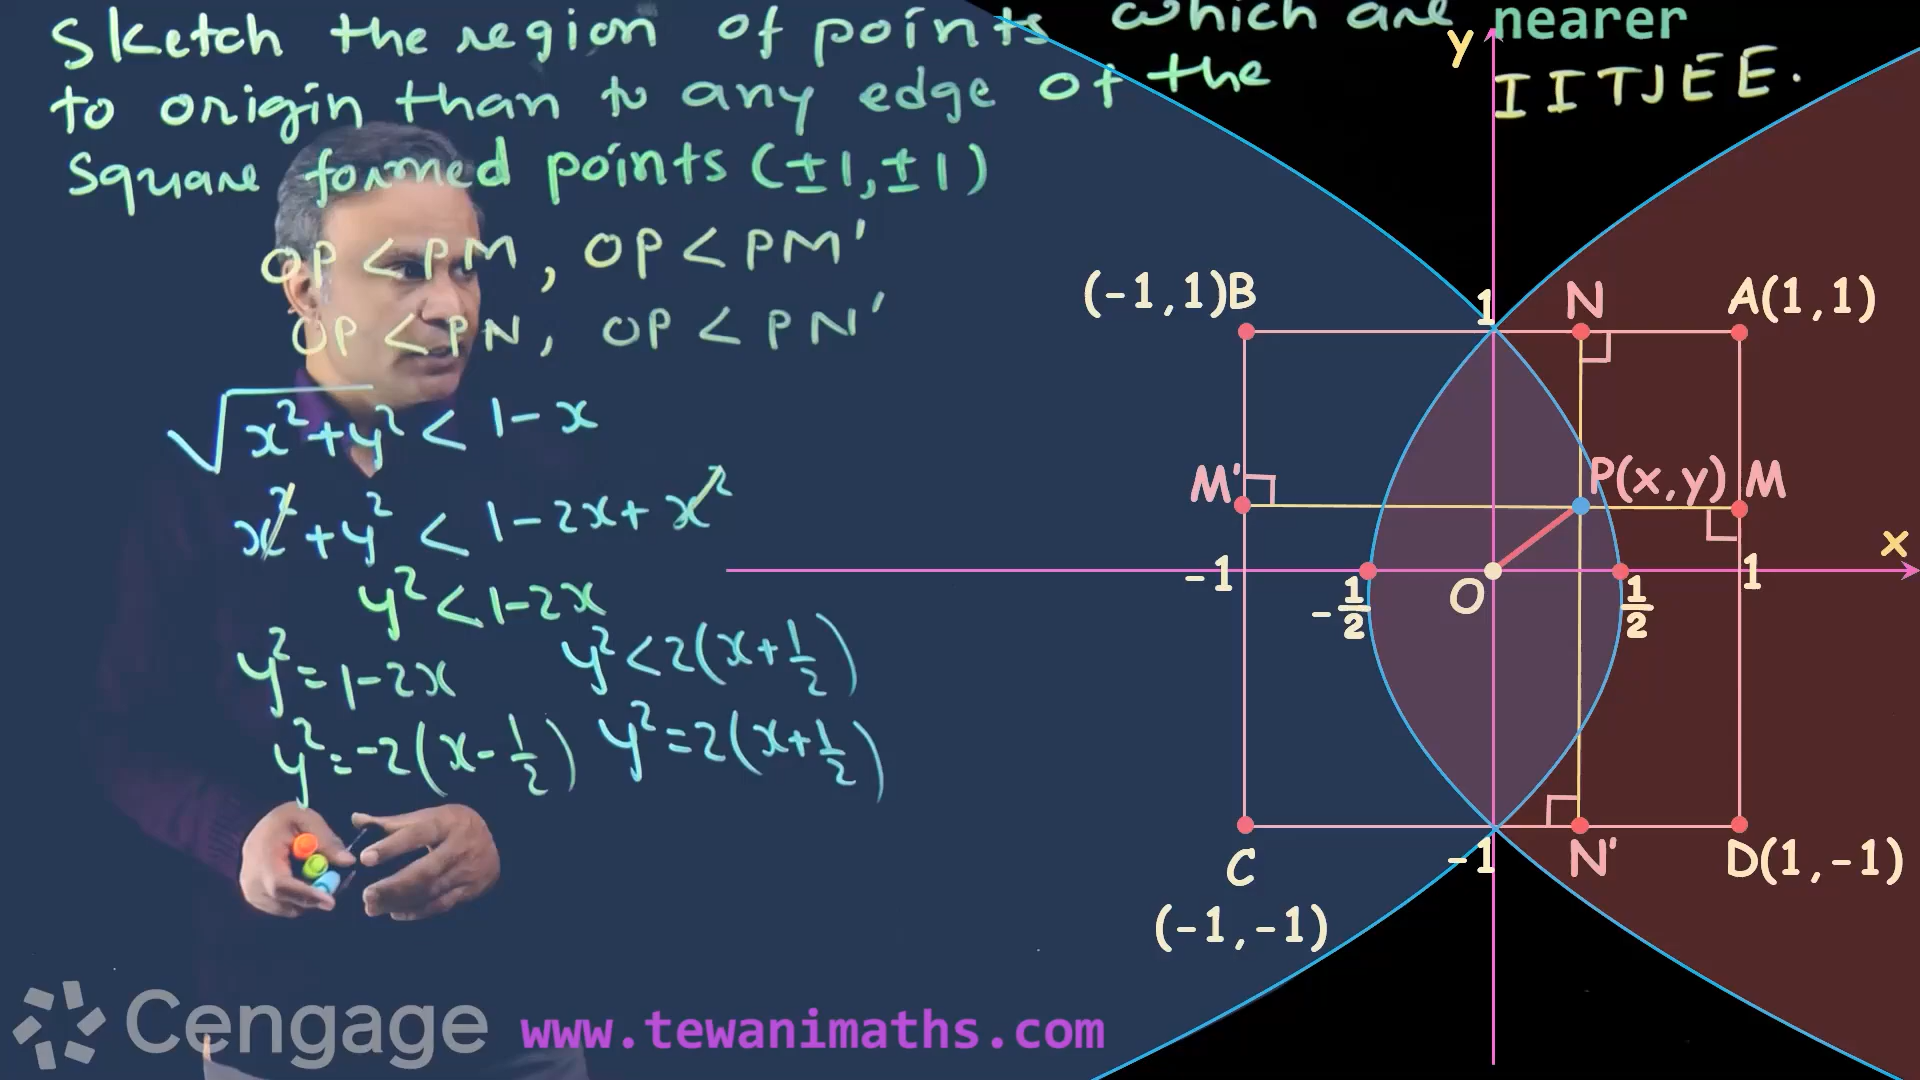 Sketch the region of points which are nearer
to origin than to any edge of the
IITJEE.
square formed points (±1,±1)
OP < PM, OP < PM'
OP < PN, OP < PN'
√x²+y² < 1-x
x²+y² < 1-2x+x²
y² < 1-2x
y² = 1-2x
y² < 2(x+1/2)
y² = -2(x-1/2)
y² = 2(x+1/2)
y
(-1,1)B
1
N
A(1,1)
M'
P(x,y)
M
x
-1
-1/2
O
1/2
1
C
-1
N'
D(1,-1)
(-1,-1)
Cengage
www.tewanimaths.com